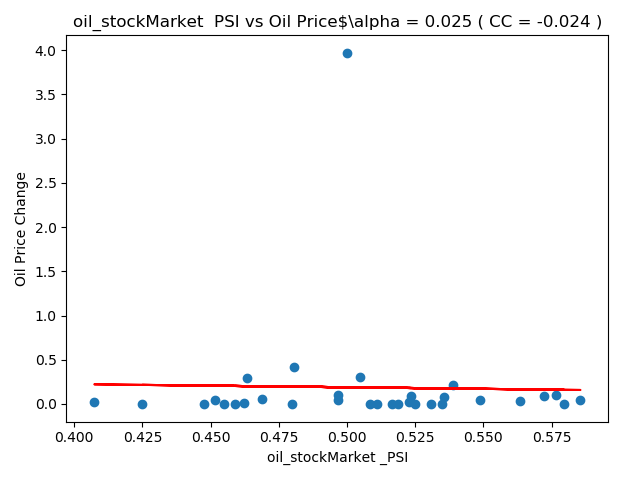 oil_stockMarket  PSI vs Oil Price$\alpha = 0.025 ( CC = -0.024 )
4.0
3.5
3.0
2.5
2.0
1.5
1.0
0.5
0.0
Oil Price Change
0.400 0.425 0.450 0.475 0.500 0.525 0.550 0.575
oil_stockMarket _PSI